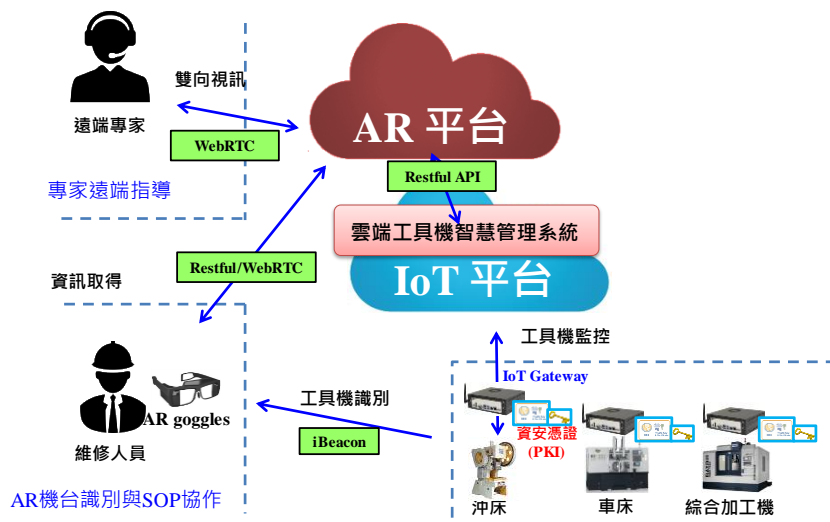 雙向視訊
遠端專家
WebRTC
專家遠端指導
AR 平台
Restful API
雲端工具機智慧管理系統
IoT 平台
Restful/WebRTC
資訊取得
工具機監控
IoT Gateway
工具機識別
AR goggles
iBeacon
維修人員
資安憑證
(PKI)
AR機台識別與SOP協作
沖床
車床
綜合加工機